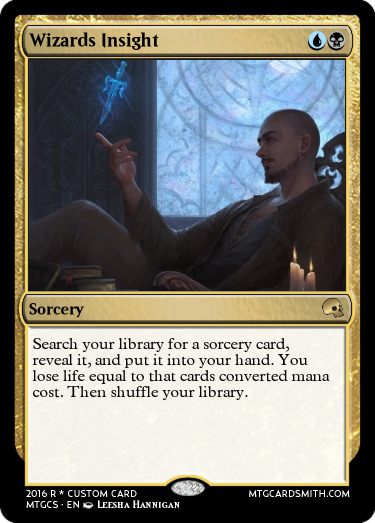 Wizards Insight
Sorcery
Search your library for a sorcery card,
reveal it, and put it into your hand. You
lose life equal to that cards converted mana
cost. Then shuffle your library.
2016 R * CUSTOM CARD
MTGCS · EN LEESHA HANNIGAN
MTGCARDSMITH.COM